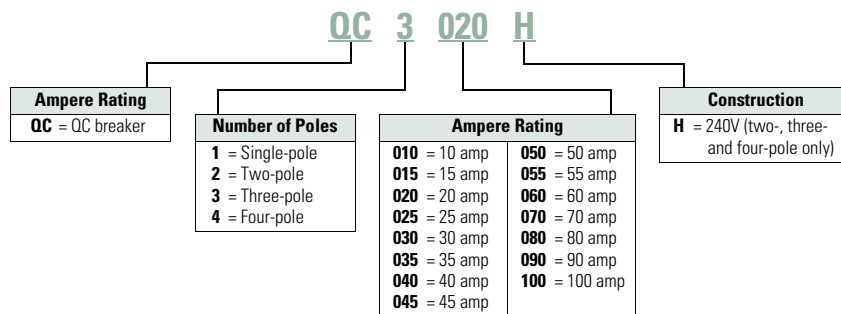 QC 3 020 H
Ampere Rating
QC = QC breaker
Number of Poles
1 = Single-pole
2 = Two-pole
3 = Three-pole
4 = Four-pole
Ampere Rating
010 = 10 amp
015 = 15 amp
020 = 20 amp
025 = 25 amp
030 = 30 amp
035 = 35 amp
040 = 40 amp
045 = 45 amp
050 = 50 amp
055 = 55 amp
060 = 60 amp
070 = 70 amp
080 = 80 amp
090 = 90 amp
100 = 100 amp
Construction
H = 240V (two-, three-
and four-pole only)